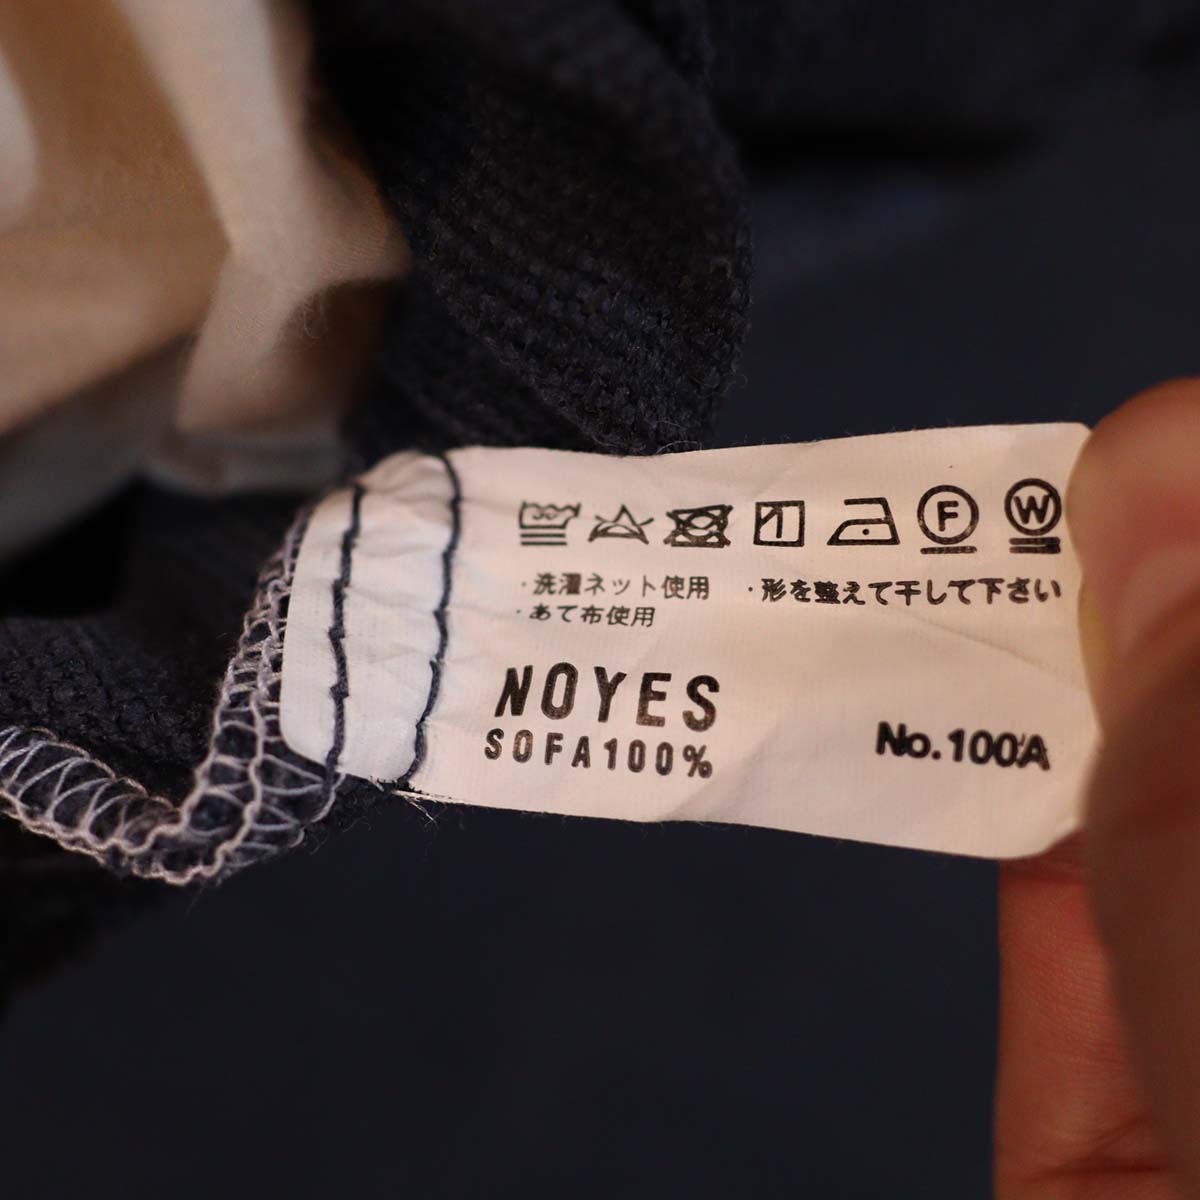 F W
・洗濯ネット使用 ・形を整えて干して下さい
・あて布使用
NOYES
SOFA100%
No.100A